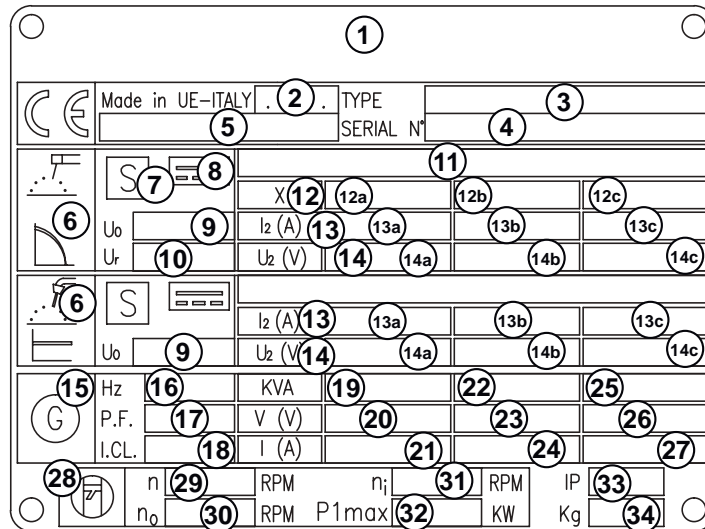 1
CE Made in UE-ITALY . 2 . TYPE 3
5 SERIAL N° 4
S 7 8 11
X 12 12a 12b 12c
6 Uo 9 I2 (A) 13 13a 13b 13c
Ur 10 U2 (V) 14 14a 14b 14c
6 S
I2 (A) 13 13a 13b 13c
Uo 9 U2 (V) 14 14a 14b 14c
15 Hz 16 KVA 19 22 25
G P.F. 17 V (V) 20 23 26
I.CL. 18 I (A) 21 24 27
28 n 29 RPM ni 31 RPM IP 33
no 30 RPM P1max 32 KW Kg 34